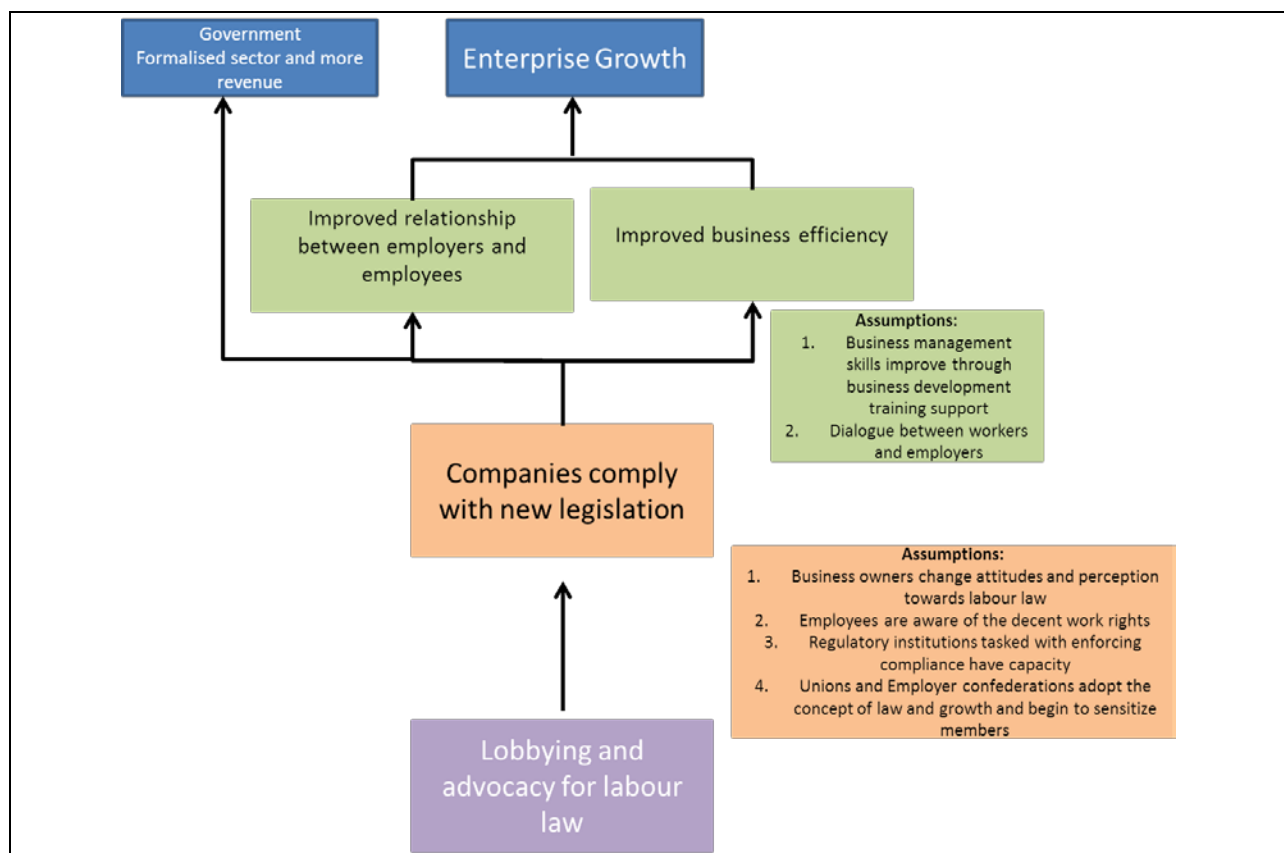 Government
Formalised sector and more
revenue
Enterprise Growth
Improved relationship
between employers and
employees
Improved business efficiency
Assumptions:
1. Business management
skills improve through
business development
training support
2. Dialogue between workers
and employers
Companies comply
with new legislation
Assumptions:
1. Business owners change attitudes and perception
towards labour law
2. Employees are aware of the decent work rights
3. Regulatory institutions tasked with enforcing
compliance have capacity
4. Unions and Employer confederations adopt the
concept of law and growth and begin to sensitize
members
Lobbying and
advocacy for labour
law